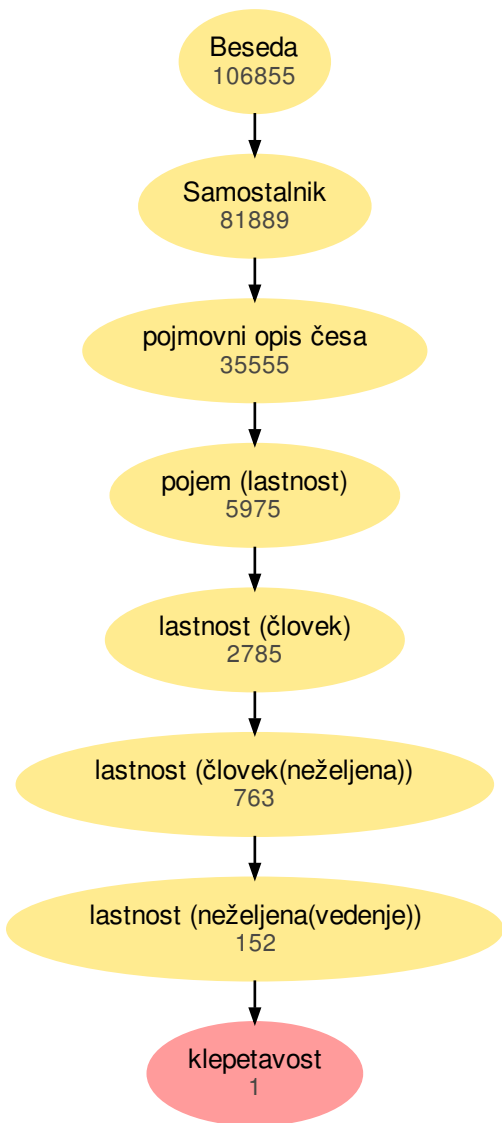 Beseda
106855
Samostalnik
81889
pojmovni opis česa
35555
pojem (lastnost)
5975
lastnost (človek)
2785
lastnost (človek(neželjena))
763
lastnost (neželjena(vedenje))
152
klepetavost
1